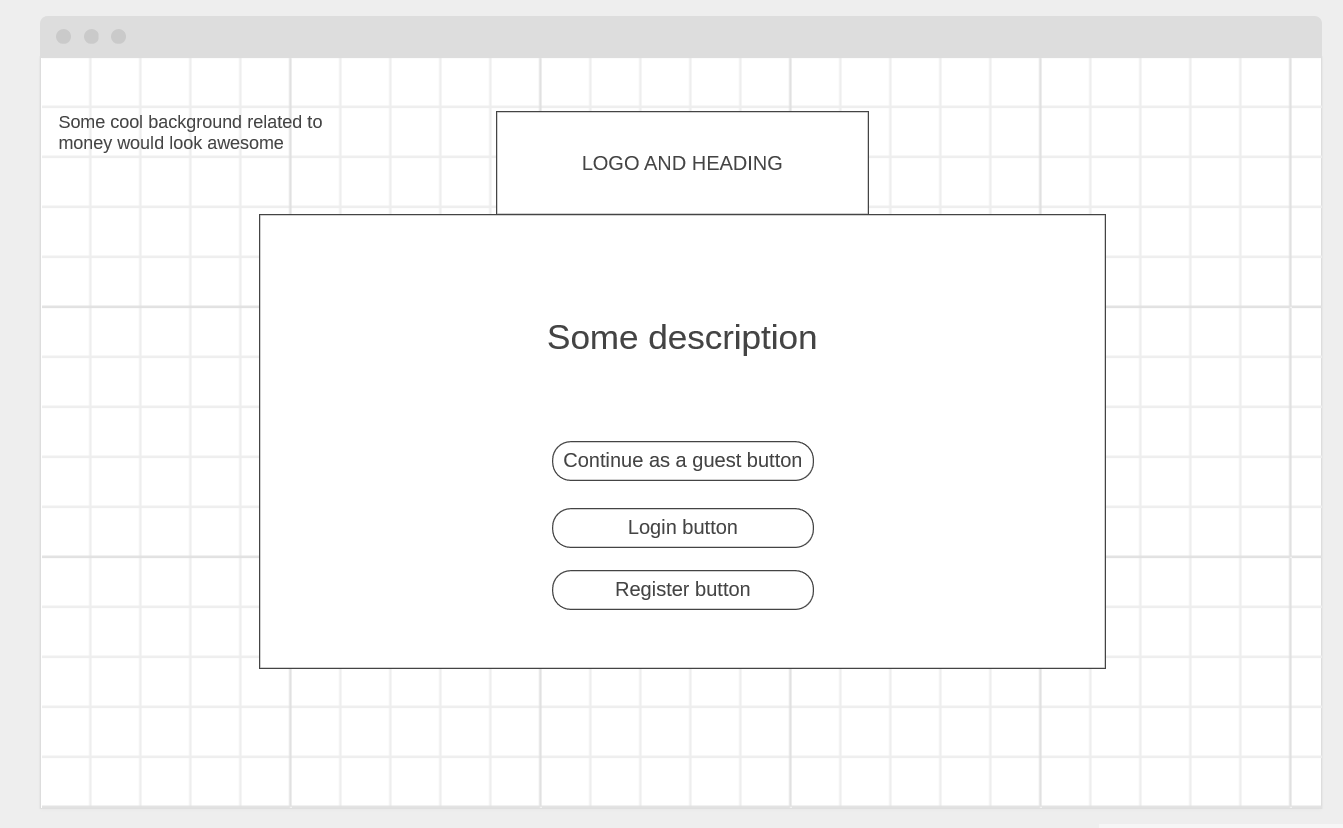 Some cool background related to
money would look awesome
LOGO AND HEADING
Some description
Continue as a guest button
Login button
Register button